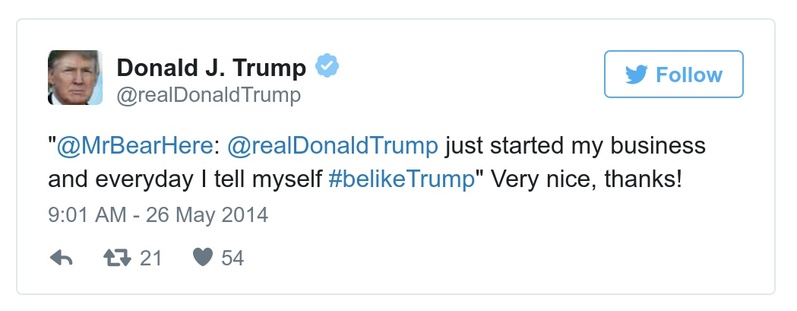 Donald J. Trump
@realDonaldTrump
Follow
"@MrBearHere: @realDonaldTrump just started my business
and everyday I tell myself #belikeTrump" Very nice, thanks!
9:01 AM - 26 May 2014
21 54